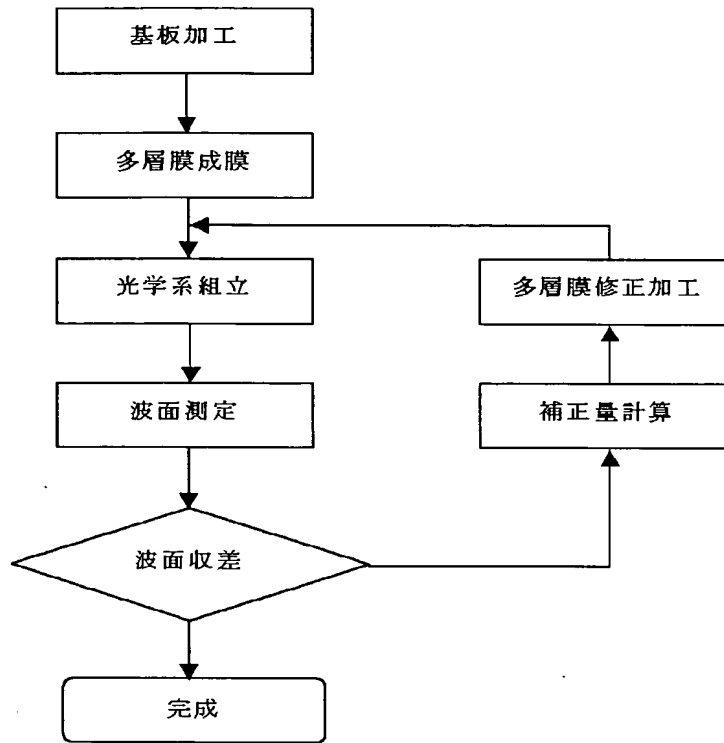 基板加工
多層膜成膜
光学系組立
波面測定
波面収差
完成
多層膜修正加工
補正量計算